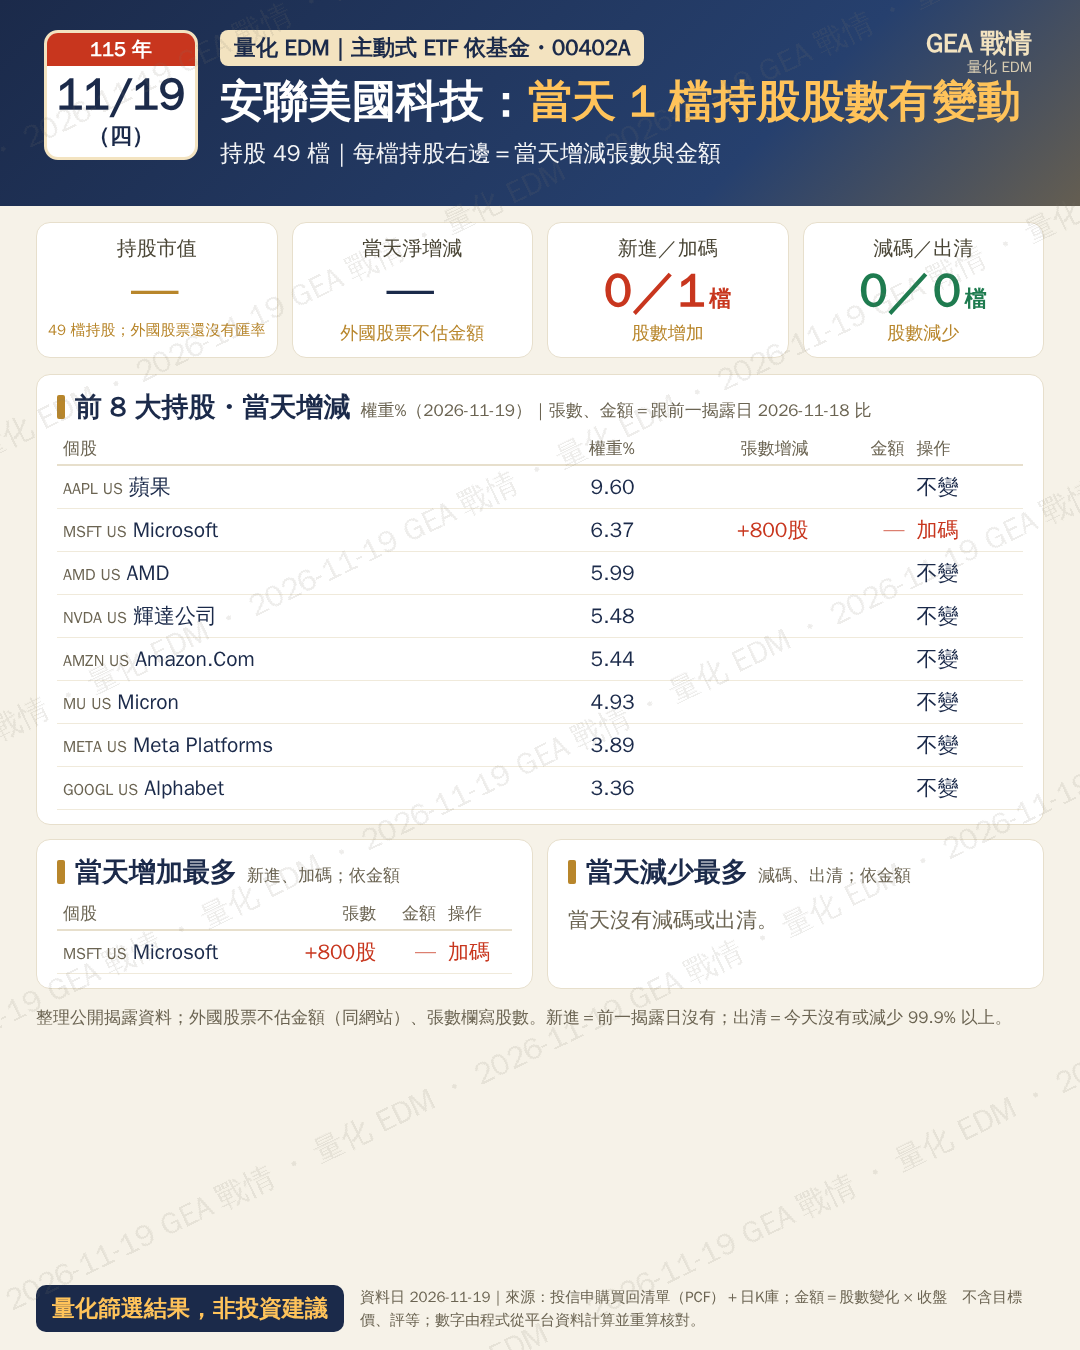 115 年
11/19
（四）
量化 EDM｜主動式 ETF 依基金・00402A
安聯美國科技：當天 1 檔持股股數有變動
持股 49 檔｜每檔持股右邊＝當天增減張數與金額
GEA 戰情
量化 EDM
持股市值
—
49 檔持股；外國股票還沒有匯率
當天淨增減
—
外國股票不估金額
新進／加碼
0／1檔
股數增加
減碼／出清
0／0檔
股數減少
前 8 大持股・當天增減 權重%（2026-11-19）｜張數、金額＝跟前一揭露日 2026-11-18 比
個股 權重% 張數增減 金額 操作
AAPL US 蘋果 9.60 不變
MSFT US Microsoft 6.37 +800股 — 加碼
AMD US AMD 5.99 不變
NVDA US 輝達公司 5.48 不變
AMZN US Amazon.Com 5.44 不變
MU US Micron 4.93 不變
META US Meta Platforms 3.89 不變
GOOGL US Alphabet 3.36 不變
當天增加最多 新進、加碼；依金額
個股 張數 金額 操作
MSFT US Microsoft +800股 — 加碼
當天減少最多 減碼、出清；依金額
當天沒有減碼或出清。
整理公開揭露資料；外國股票不估金額（同網站）、張數欄寫股數。新進＝前一揭露日沒有；出清＝今天沒有或減少 99.9% 以上。
量化篩選結果，非投資建議
資料日 2026-11-19｜來源：投信申購買回清單（PCF）＋日K庫；金額＝股數變化 × 收盤　不含目標
價、評等；數字由程式從平台資料計算並重算核對。
2026-11-19 GEA 戰情 ・ 量化 EDM